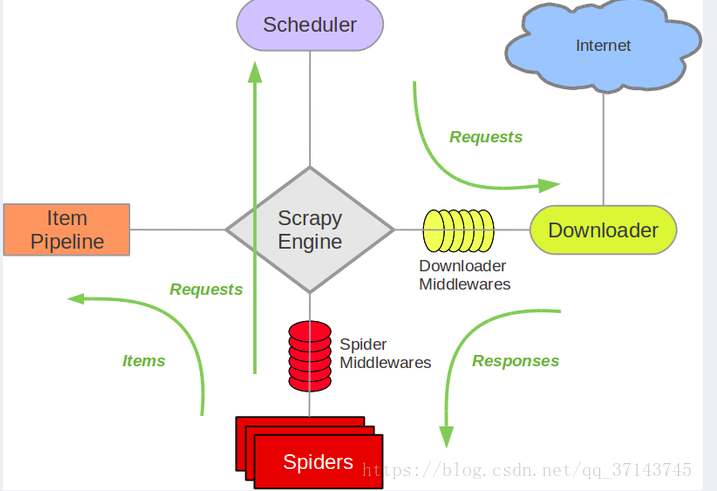 Scheduler
Internet
Requests
Item
Pipeline
Scrapy
Engine
Downloader
Downloader
Middlewares
Requests
Items
Spider
Middlewares
Responses
Spiders
https://blog.csdn.net/qq_37143745